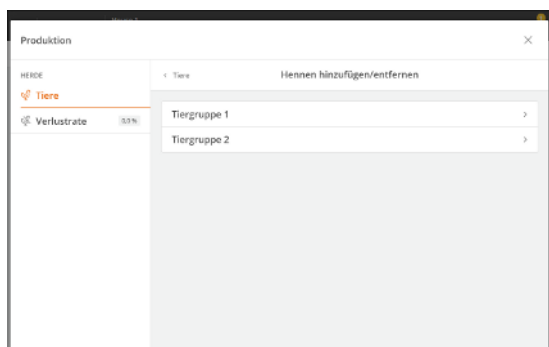 Produktion
HERDE
Tiere
Verlustrate 0,0 %
< Tiere
Hennen hinzufügen/entfernen
Tiergruppe 1
Tiergruppe 2